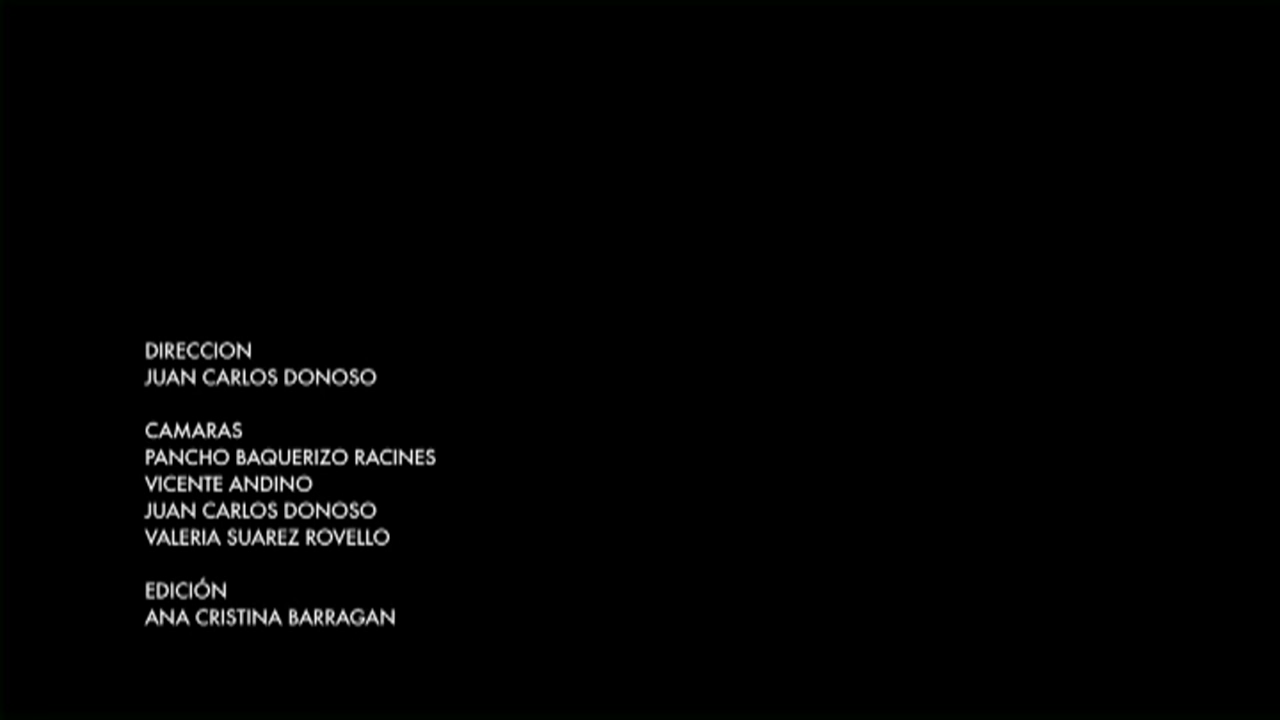 DIRECCION
JUAN CARLOS DONOSO
CAMARAS
PANCHO BAQUERIZO RACINES
VICENTE ANDINO
JUAN CARLOS DONOSO
VALERIA SUAREZ ROVELLO
EDICIÓN
ANA CRISTINA BARRAGAN